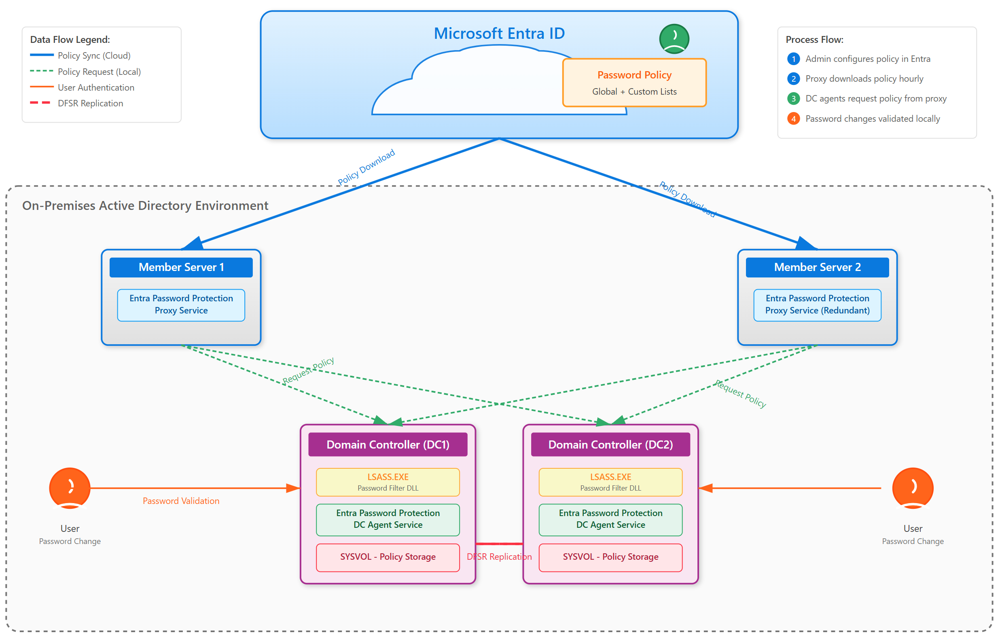 Microsoft Entra ID
Password Policy
Global + Custom Lists
Data Flow Legend:
Policy Sync (Cloud)
Policy Request (Local)
User Authentication
DFSR Replication
Process Flow:
1 Admin configures policy in Entra
2 Proxy downloads policy hourly
3 DC agents request policy from proxy
4 Password changes validated locally
Policy Download
Policy Download
On-Premises Active Directory Environment
Member Server 1
Entra Password Protection
Proxy Service
Member Server 2
Entra Password Protection
Proxy Service (Redundant)
Request Policy
Request Policy
Domain Controller (DC1)
LSASS.EXE
Password Filter DLL
Entra Password Protection
DC Agent Service
SYSVOL - Policy Storage
Domain Controller (DC2)
LSASS.EXE
Password Filter DLL
Entra Password Protection
DC Agent Service
SYSVOL - Policy Storage
DFSR Replication
Password Validation
User
Password Change
User
Password Change